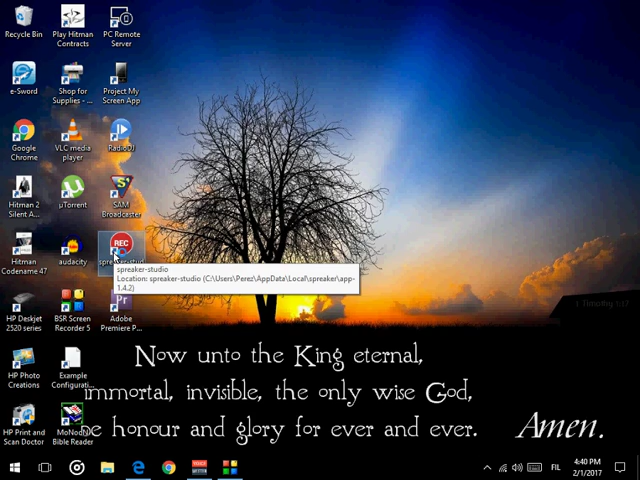 Recycle Bin
Play Hitman
Contracts
PC Remote
Server
e-Sword
Shop for
Supplies - ...
Project My
Screen App
Google
Chrome
VLC media
player
RadioDJ
Hitman 2
Silent A...
µTorrent
SAM
Broadcaster
Hitman
Codename 47
audacity
REC
spreaker-stud...
spreaker-studio
Location: spreaker-studio (C:\Users\Perez\AppData\Local\spreaker\app-
1.4.2)
HP Deskjet
2520 series
BSR Screen
Recorder 5
Pr
Adobe
Premiere P...
HP Photo
Creations
Example
Configurati...
HP Print and
Scan Doctor
MoNooN
Bible Reader
1 Timothy 1:17
Now unto the King eternal,
immortal, invisible, the only wise God,
be honour and glory for ever and ever. Amen.
FIL
4:40 PM
2/1/2017